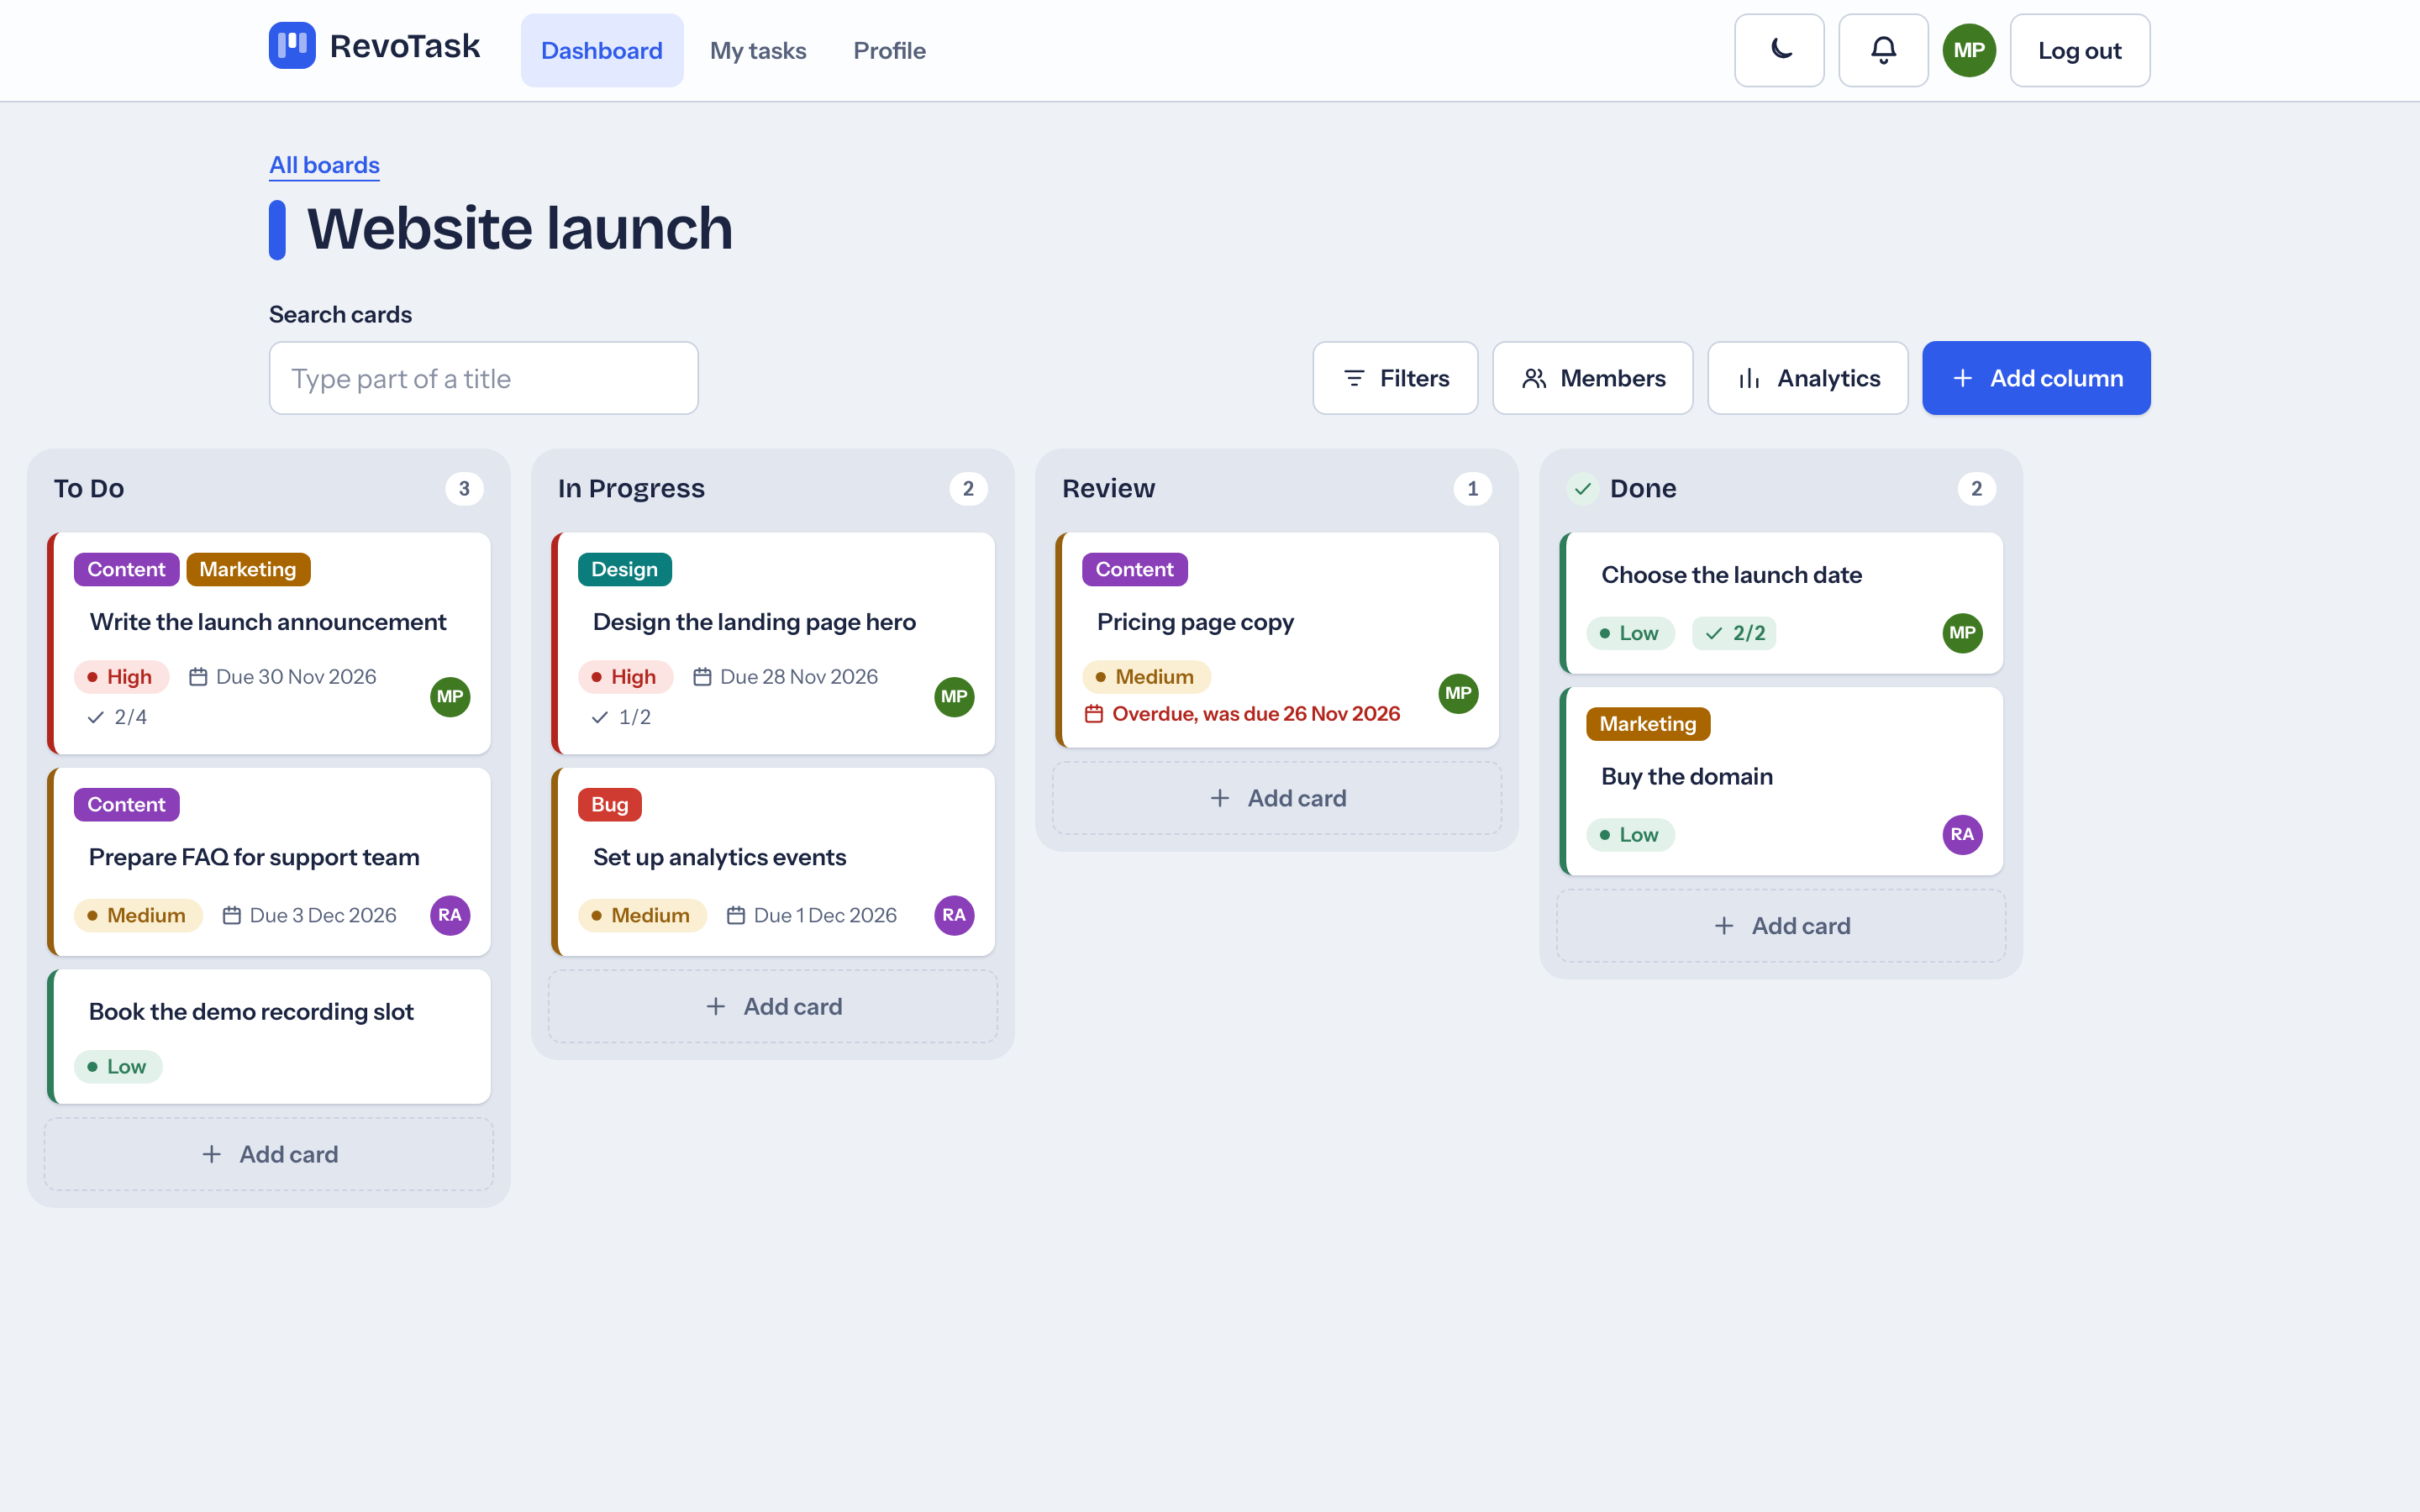 RevoTask
Dashboard
My tasks
Profile
MP
Log out
All boards
Website launch
Search cards
Type part of a title
Filters
Members
Analytics
Add column
To Do
3
Content
Marketing
Write the launch announcement
High
Due 30 Nov 2026
2/4
MP
Content
Prepare FAQ for support team
Medium
Due 3 Dec 2026
RA
Book the demo recording slot
Low
Add card
In Progress
2
Design
Design the landing page hero
High
Due 28 Nov 2026
1/2
MP
Bug
Set up analytics events
Medium
Due 1 Dec 2026
RA
Add card
Review
1
Content
Pricing page copy
Medium
Overdue, was due 26 Nov 2026
MP
Add card
Done
2
Choose the launch date
Low
2/2
MP
Marketing
Buy the domain
Low
RA
Add card